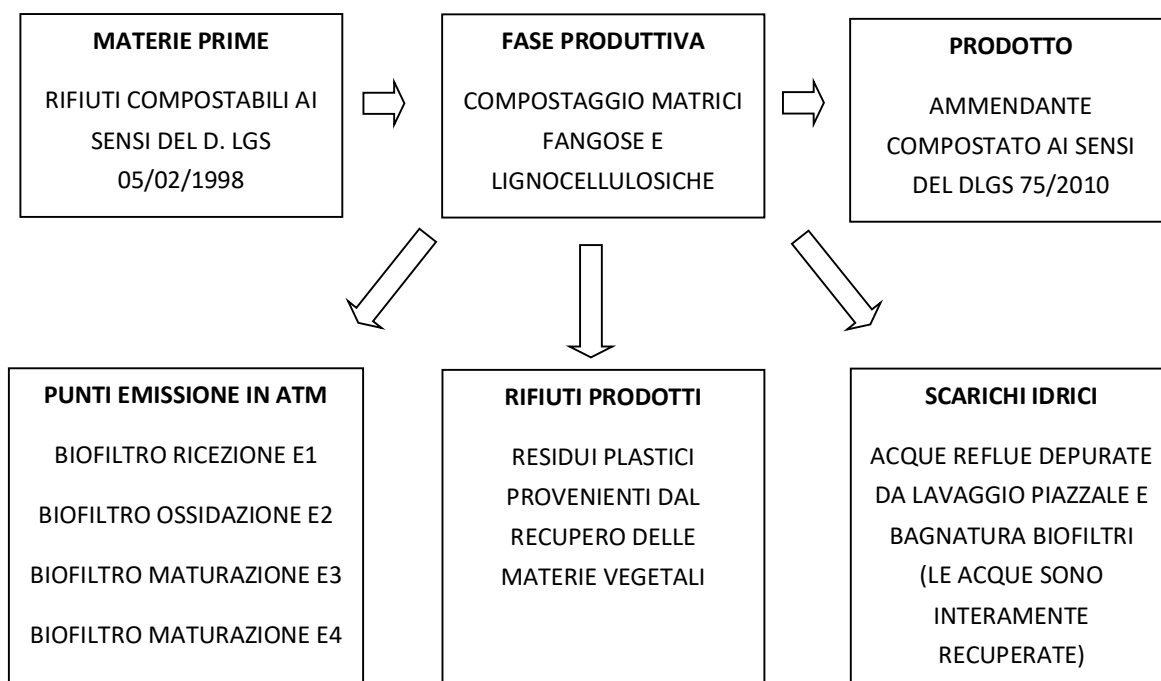 MATERIE PRIME
RIFIUTI COMPOSTABILI AI
SENSI DEL D. LGS
05/02/1998
FASE PRODUTTIVA
COMPOSTAGGIO MATRICI
FANGOSE E
LIGNOCELLULOSICHE
PRODOTTO
AMMENDANTE
COMPOSTATO AI SENSI
DEL DLGS 75/2010
PUNTI EMISSIONE IN ATM
BIOFILTRO RICEZIONE E1
BIOFILTRO OSSIDAZIONE E2
BIOFILTRO MATURAZIONE E3
BIOFILTRO MATURAZIONE E4
RIFIUTI PRODOTTI
RESIDUI PLASTICI
PROVENIENTI DAL
RECUPERO DELLE
MATERIE VEGETALI
SCARICHI IDRICI
ACQUE REFLUE DEPURATE
DA LAVAGGIO PIAZZALE E
BAGNATURA BIOFILTRI
(LE ACQUE SONO
INTERAMENTE
RECUPERATE)